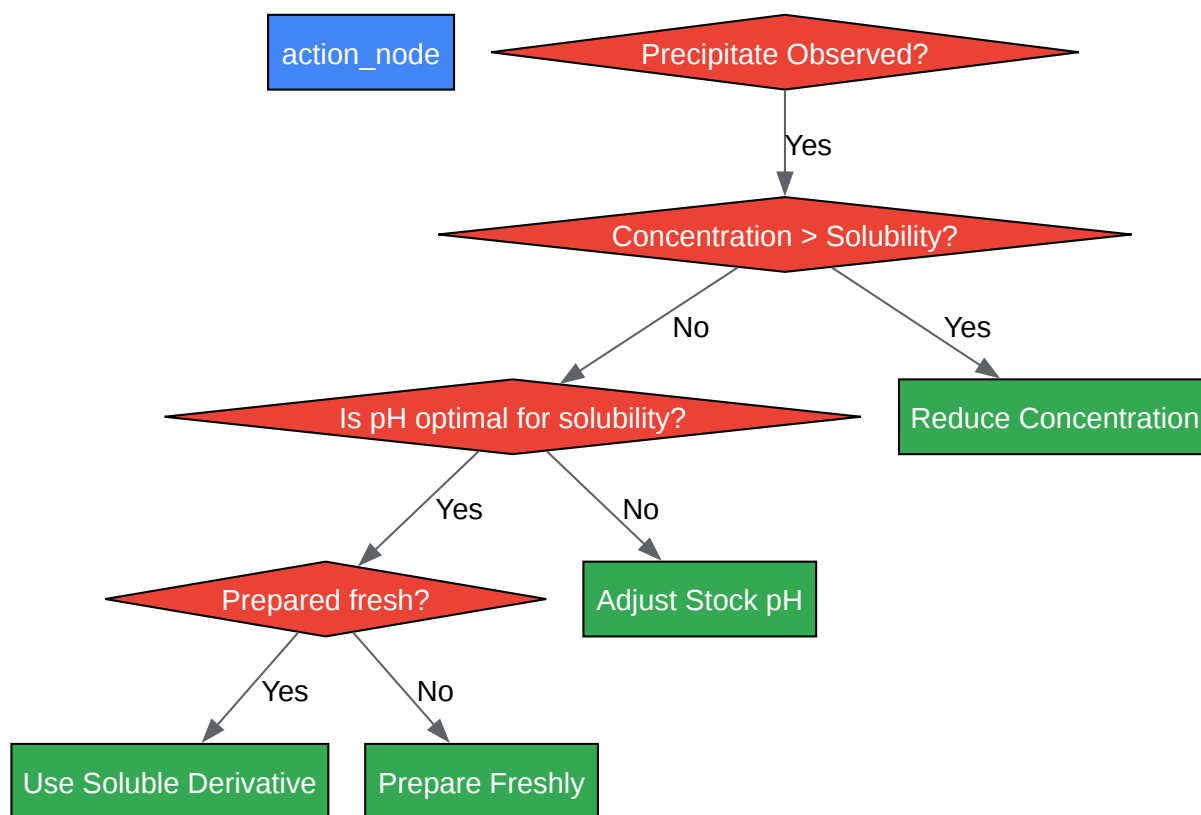 action_node
Precipitate Observed?
Yes
Concentration > Solubility?
No
Yes
Is pH optimal for solubility?
Reduce Concentration
Yes
No
Prepared fresh?
Adjust Stock pH
Yes
No
Use Soluble Derivative
Prepare Freshly